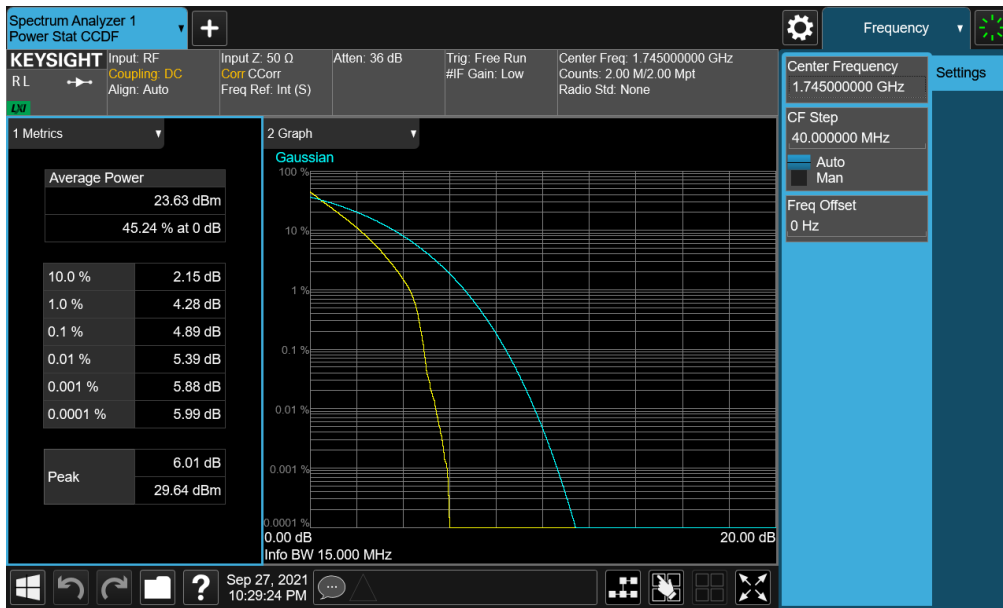 Spectrum Analyzer 1
Power Stat CCDF
+
Frequency
KEYSIGHT
R L
LXI
Input: RF
Coupling: DC
Align: Auto
Input Z: 50 Ω
Corr CCorr
Freq Ref: Int (S)
Atten: 36 dB
Trig: Free Run
#IF Gain: Low
Center Freq: 1.745000000 GHz
Counts: 2.00 M/2.00 Mpt
Radio Std: None
Center Frequency
1.745000000 GHz
Settings
CF Step
40.000000 MHz
Auto
Man
Freq Offset
0 Hz
1 Metrics
Average Power
23.63 dBm
45.24 % at 0 dB
10.0 % 2.15 dB
1.0 % 4.28 dB
0.1 % 4.89 dB
0.01 % 5.39 dB
0.001 % 5.88 dB
0.0001 % 5.99 dB
Peak
6.01 dB
29.64 dBm
2 Graph
Gaussian
100 %
10 %
1 %
0.1 %
0.01 %
0.001 %
0.0001 %
0.00 dB 20.00 dB
Info BW 15.000 MHz
?
Sep 27, 2021
10:29:24 PM